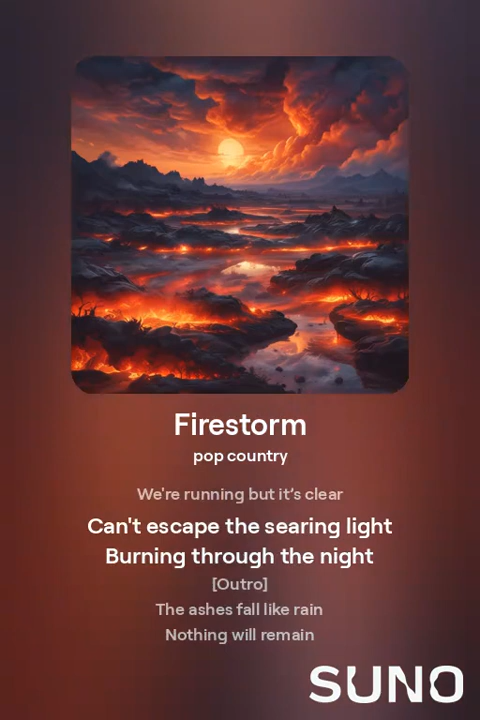 Firestorm
pop country
We're running but it's clear
Can't escape the searing light
Burning through the night
[Outro]
The ashes fall like rain
Nothing will remain
SUNO